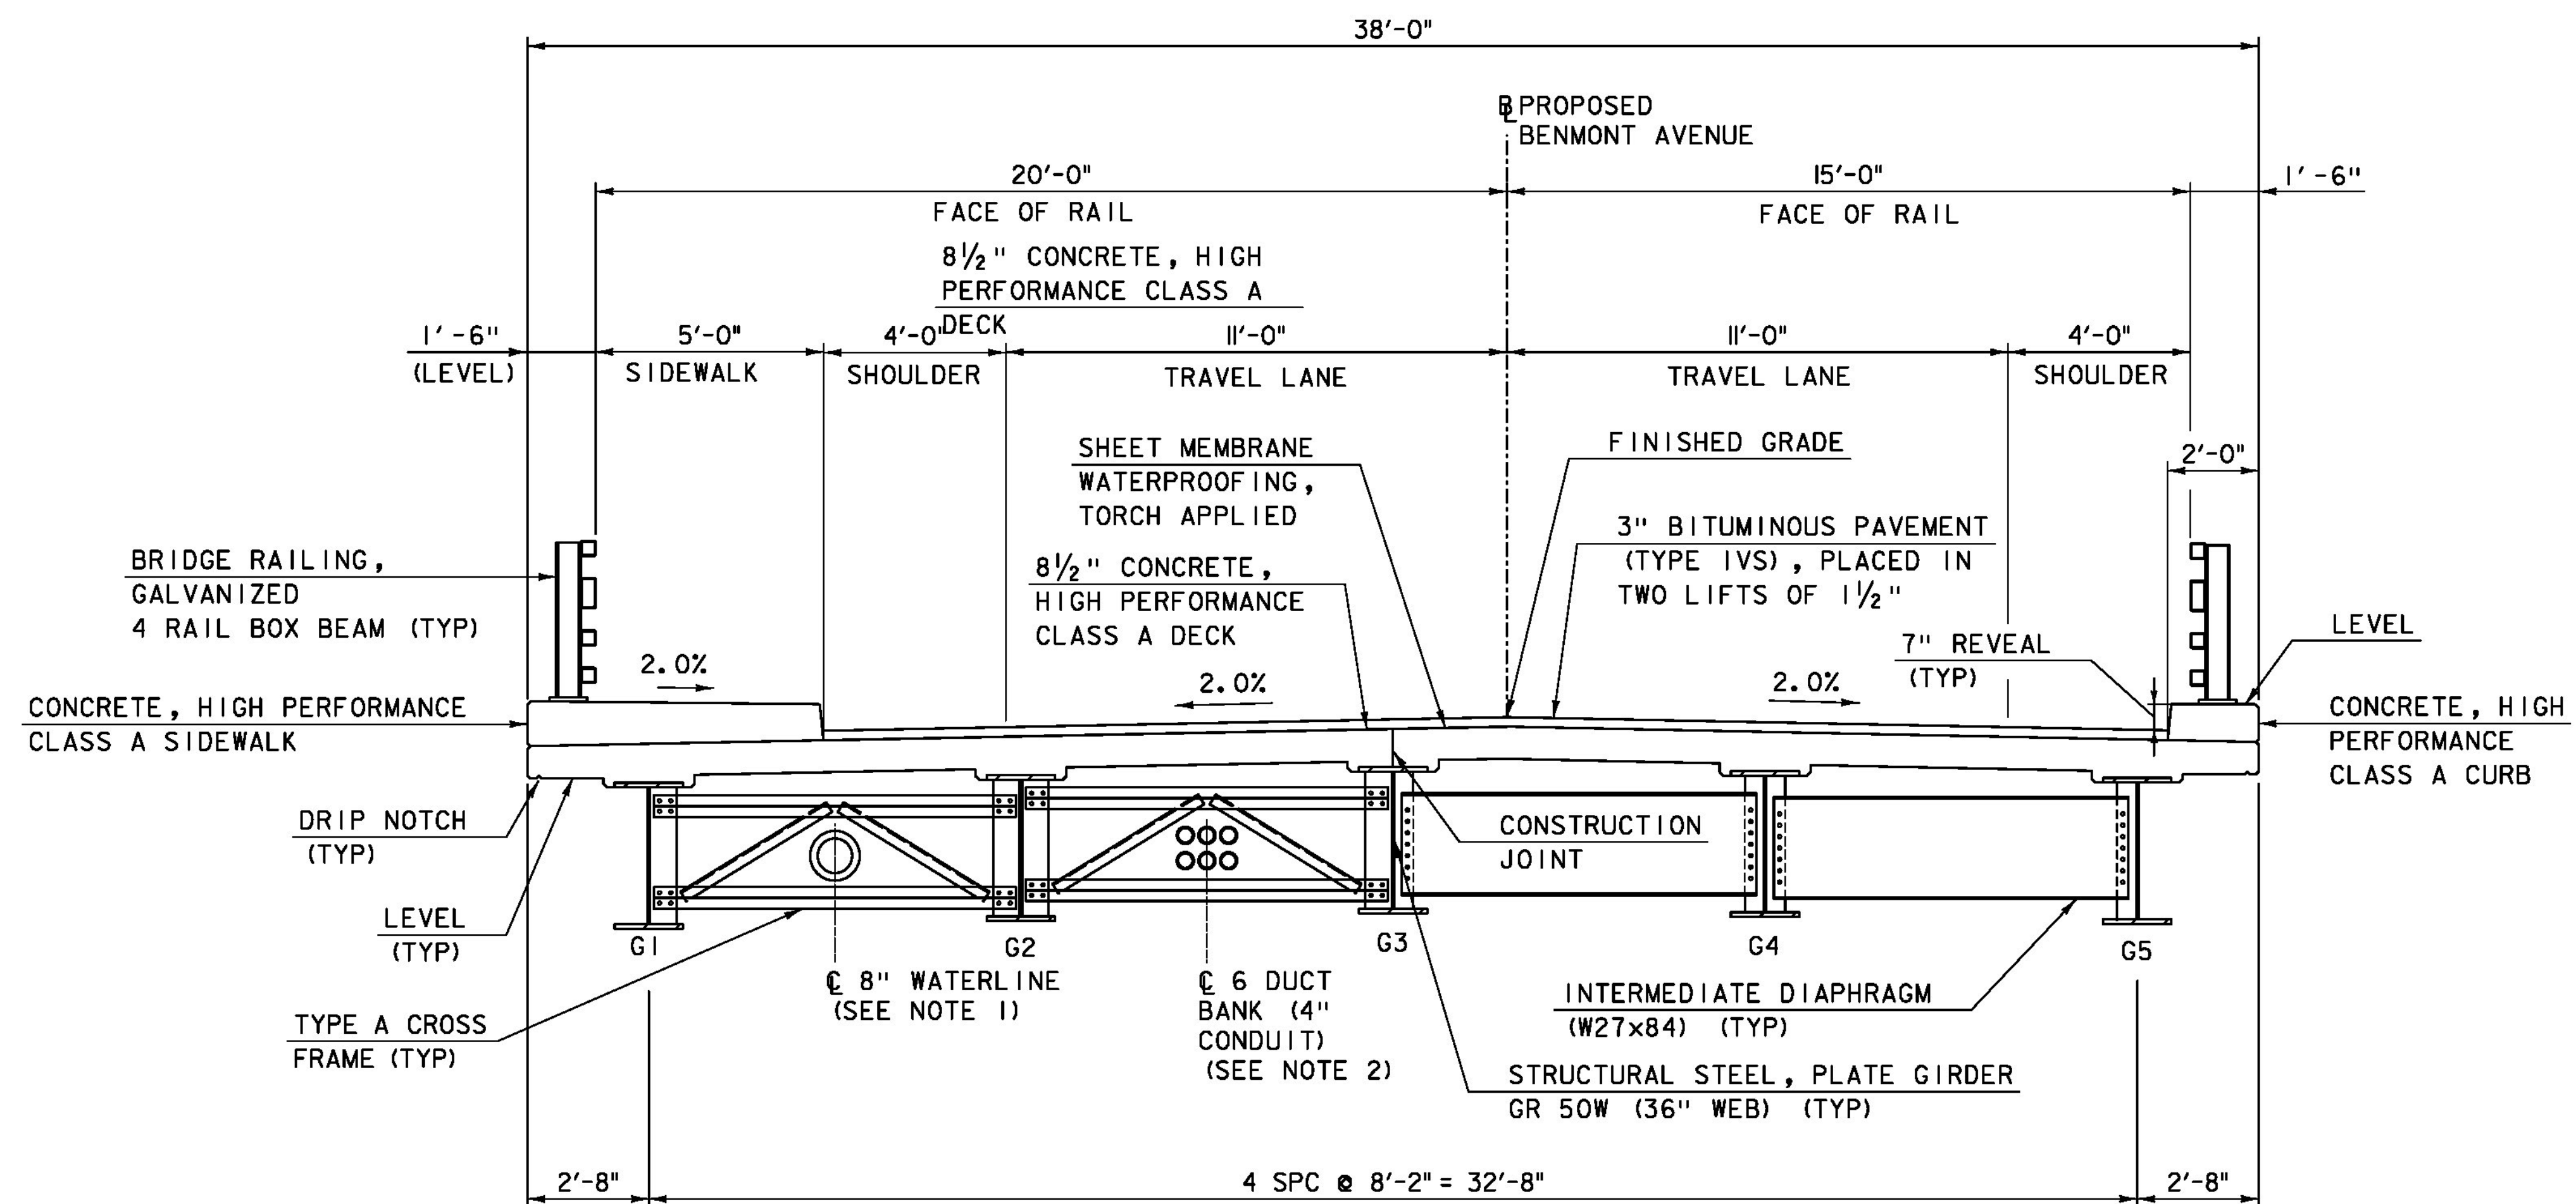 38'-0"
℄ PROPOSED
BENMONT AVENUE
20'-0"
FACE OF RAIL
15'-0"
FACE OF RAIL
1'-6"
8½" CONCRETE, HIGH
PERFORMANCE CLASS A
DECK
1'-6"
(LEVEL)
5'-0"
SIDEWALK
4'-0"
SHOULDER
11'-0"
TRAVEL LANE
11'-0"
TRAVEL LANE
4'-0"
SHOULDER
SHEET MEMBRANE
WATERPROOFING,
TORCH APPLIED
FINISHED GRADE
2'-0"
BRIDGE RAILING,
GALVANIZED
4 RAIL BOX BEAM (TYP)
8½" CONCRETE,
HIGH PERFORMANCE
CLASS A DECK
3" BITUMINOUS PAVEMENT
(TYPE IVS), PLACED IN
TWO LIFTS OF 1½"
7" REVEAL
(TYP)
LEVEL
2.0%
2.0%
2.0%
CONCRETE, HIGH PERFORMANCE
CLASS A SIDEWALK
CONCRETE, HIGH
PERFORMANCE
CLASS A CURB
DRIP NOTCH
(TYP)
CONSTRUCTION
JOINT
LEVEL
(TYP)
G1
G2
G3
G4
G5
℄ 8" WATERLINE
(SEE NOTE 1)
℄ 6 DUCT
BANK (4"
CONDUIT)
(SEE NOTE 2)
INTERMEDIATE DIAPHRAGM
(W27x84) (TYP)
TYPE A CROSS
FRAME (TYP)
STRUCTURAL STEEL, PLATE GIRDER
GR 50W (36" WEB) (TYP)
2'-8"
4 SPC @ 8'-2" = 32'-8"
2'-8"